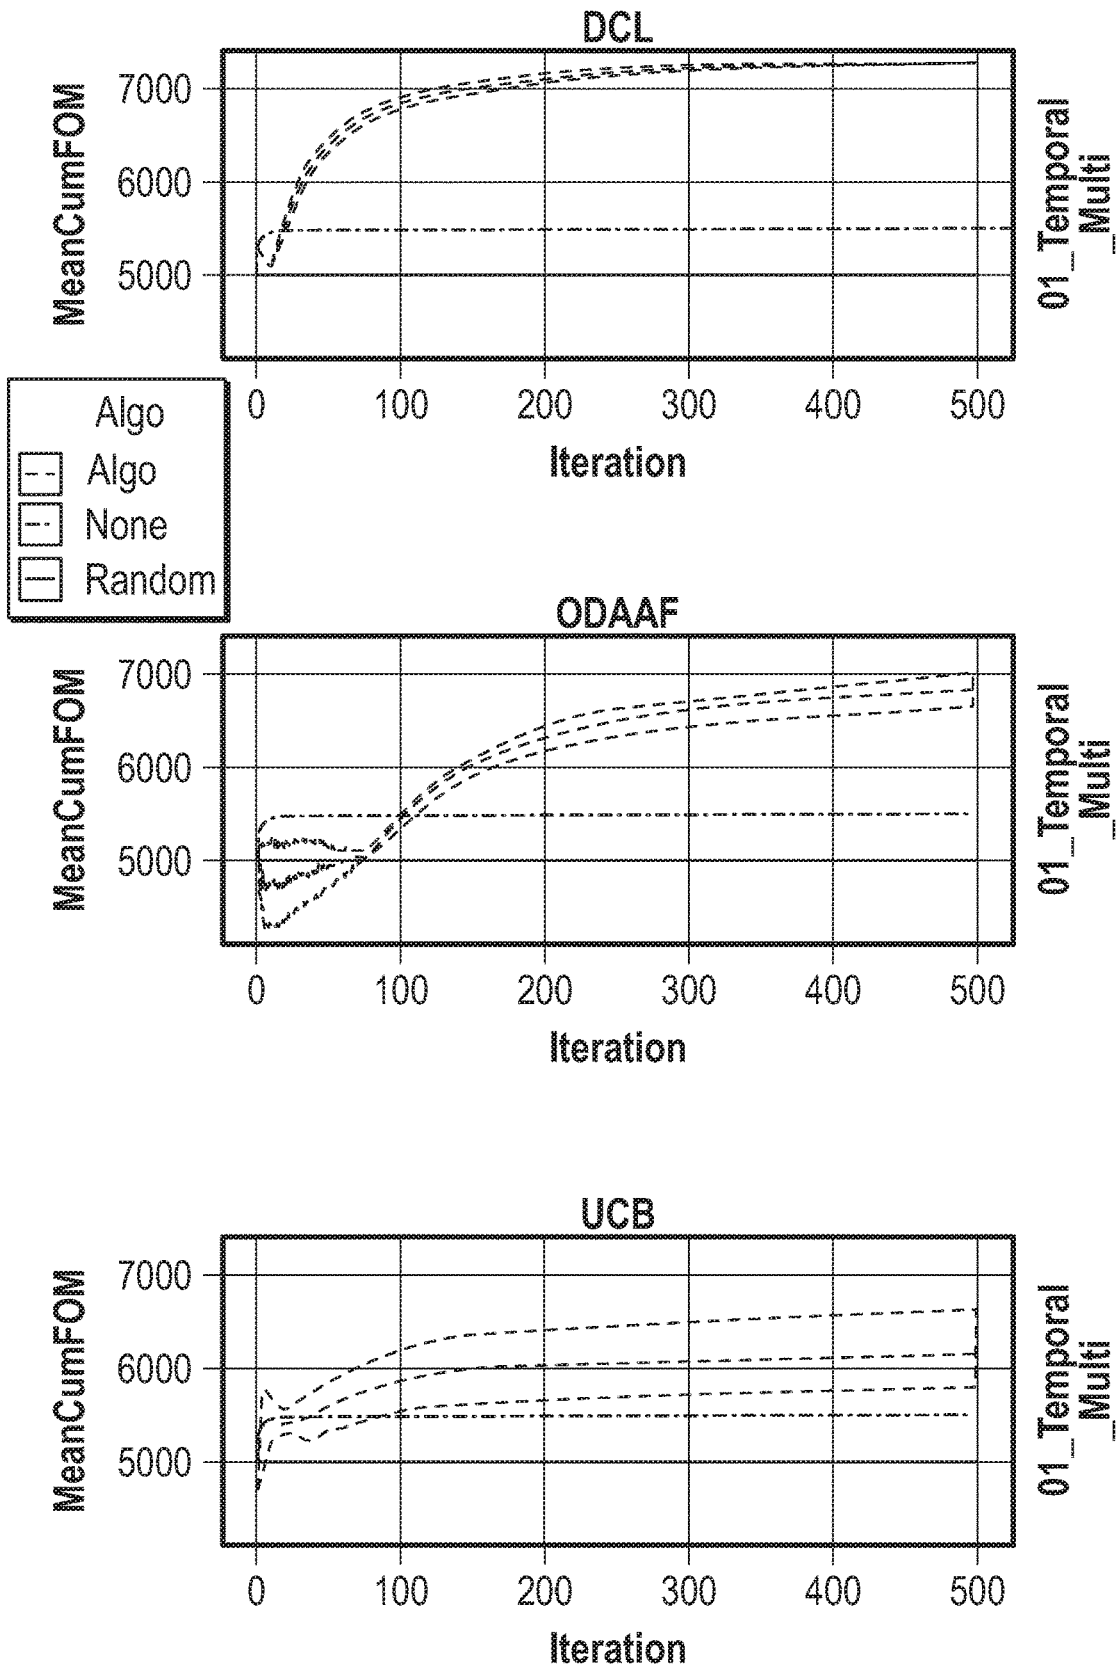 DCL
MeanCumFOM
7000
6000
5000
01_Temporal
_Multi
0 100 200 300 400 500
Iteration
Algo
Algo
None
Random
ODAAF
MeanCumFOM
7000
6000
5000
01_Temporal
_Multi
0 100 200 300 400 500
Iteration
UCB
MeanCumFOM
7000
6000
5000
01_Temporal
_Multi
0 100 200 300 400 500
Iteration